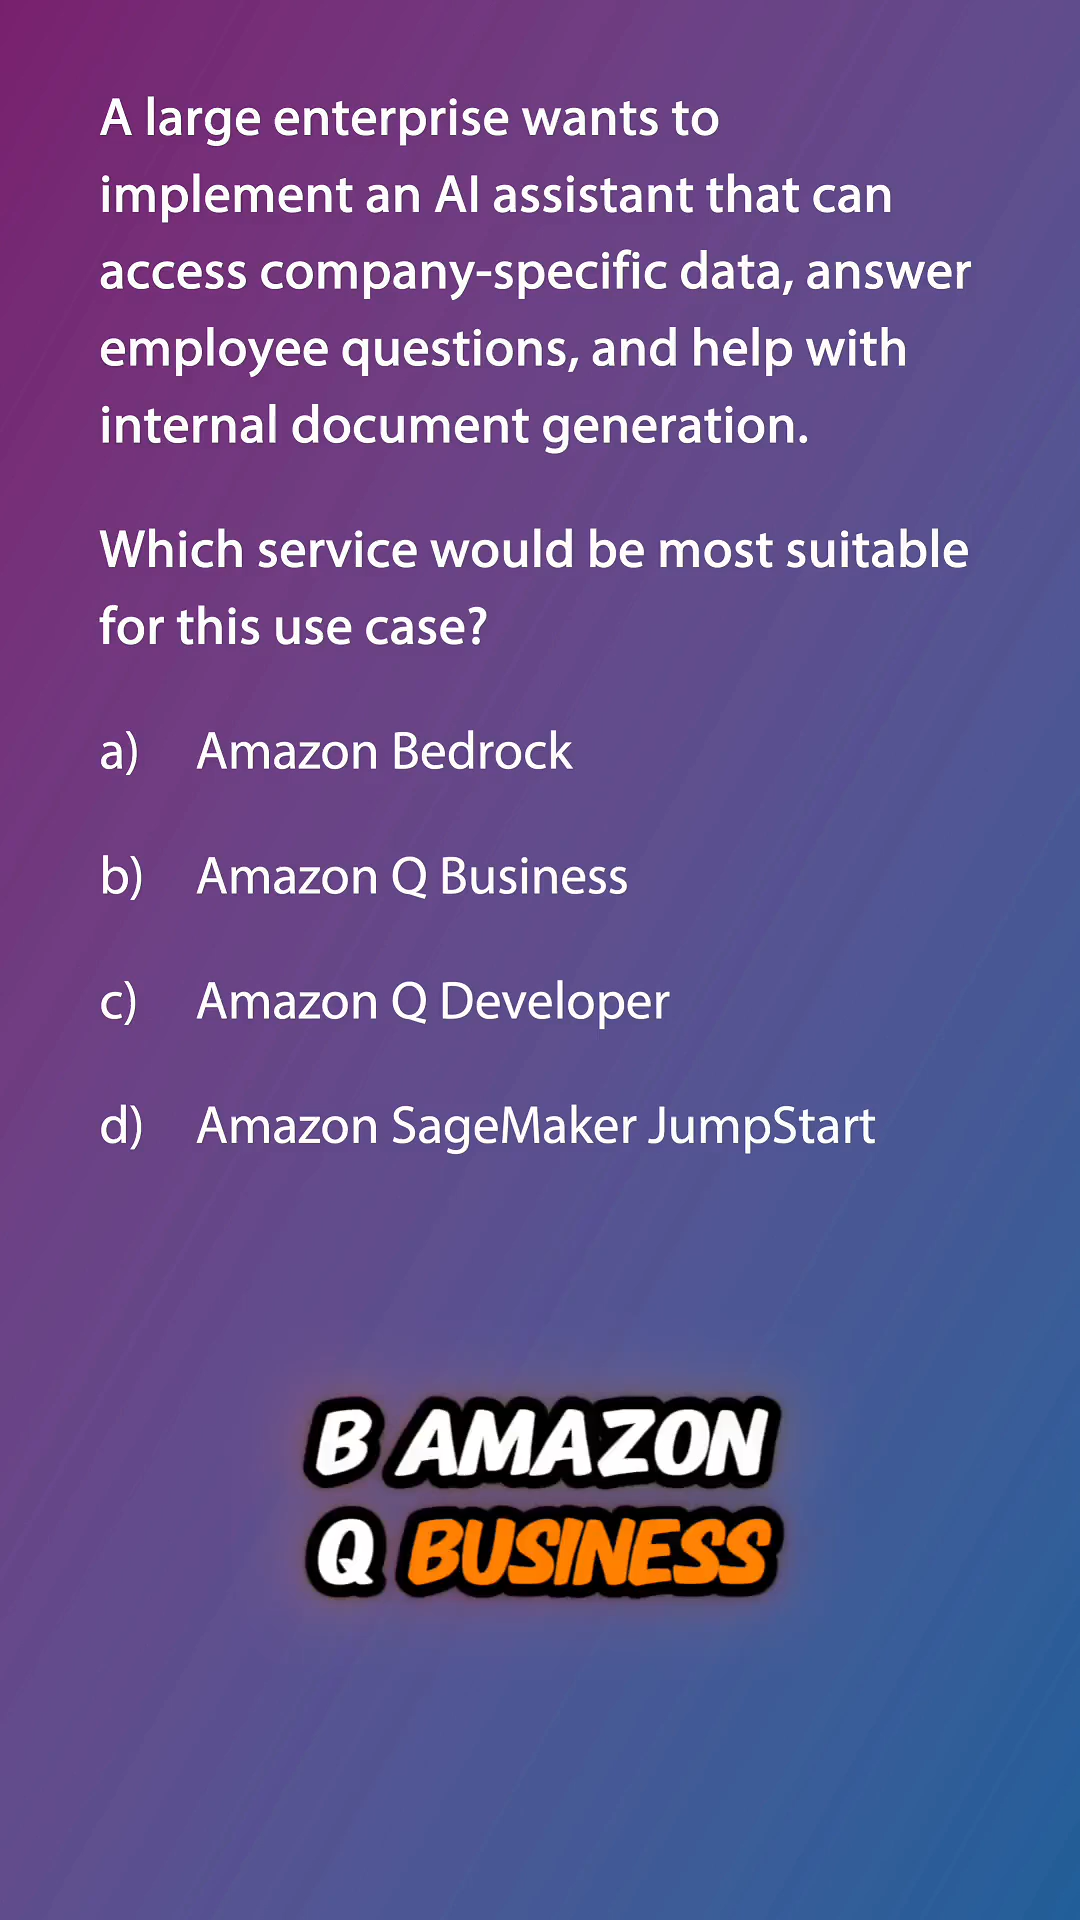 A large enterprise wants to
implement an AI assistant that can
access company-specific data, answer
employee questions, and help with
internal document generation.
Which service would be most suitable
for this use case?
a) Amazon Bedrock
b) Amazon Q Business
c) Amazon Q Developer
d) Amazon SageMaker JumpStart
B AMAZON
Q BUSINESS